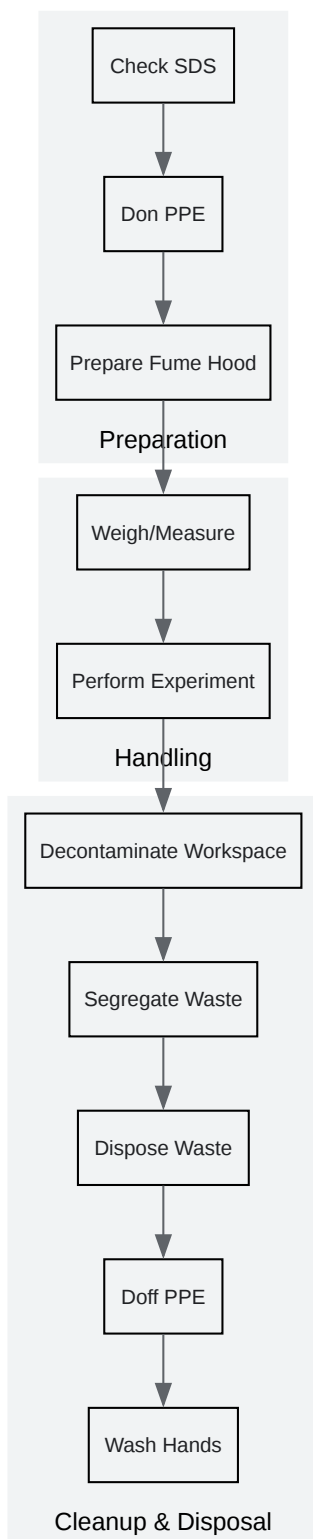 Check SDS
Don PPE
Prepare Fume Hood
Preparation
Weigh/Measure
Perform Experiment
Handling
Decontaminate Workspace
Segregate Waste
Dispose Waste
Doff PPE
Wash Hands
Cleanup & Disposal